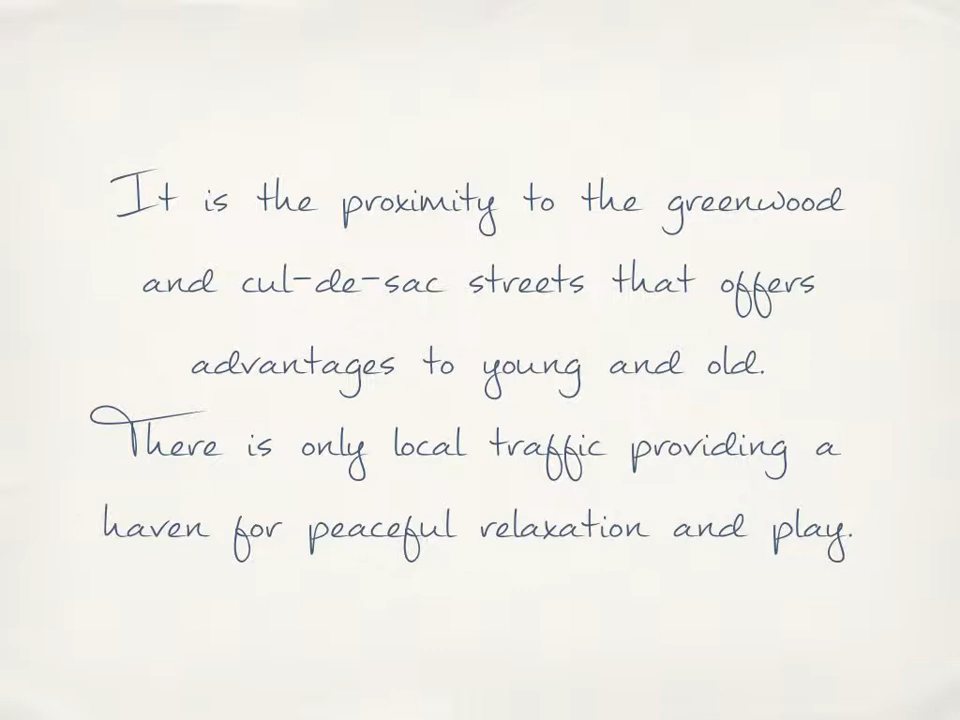 It is the proximity to the greenwood
and cul-de-sac streets that offers
advantages to young and old.
There is only local traffic providing a
haven for peaceful relaxation and play.